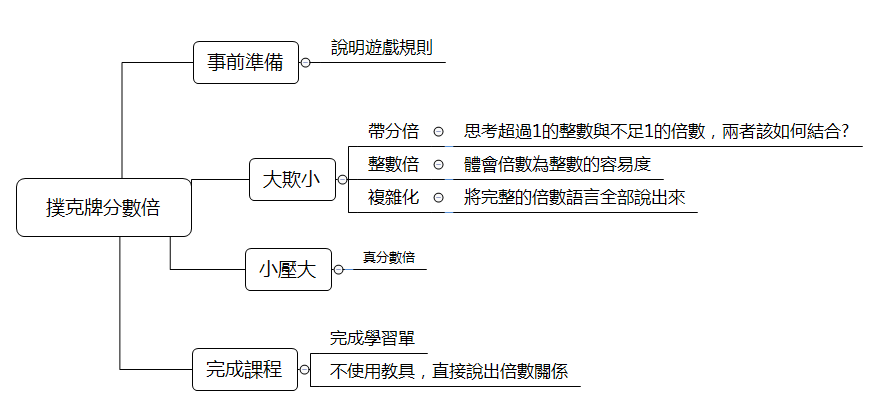 撲克牌分數倍
事前準備
說明遊戲規則
大欺小
帶分倍
思考超過1的整數與不足1的倍數，兩者該如何結合?
整數倍
體會倍數為整數的容易度
複雜化
將完整的倍數語言全部說出來
小壓大
真分數倍
完成課程
完成學習單
不使用教具，直接說出倍數關係